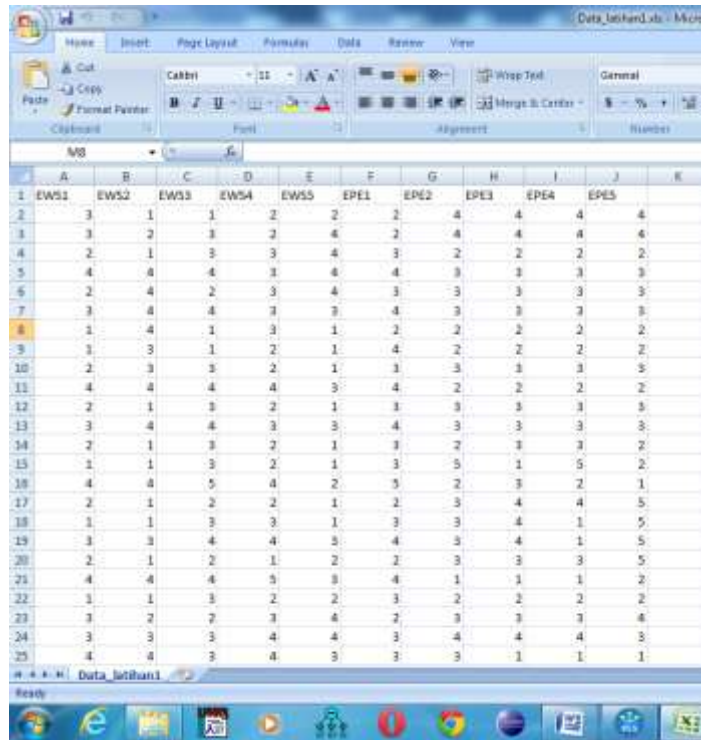 Data_latihan1.xls - Micro
Home Insert Page Layout Formulas Data Review View
Paste Cut Copy Format Painter
Calibri 11 Wrap Text General
B I U Merge & Center $ %
Clipboard Font Alignment Number
M8 fx
A B C D E F G H I J K
1 EWS1 EWS2 EWS3 EWS4 EWS5 EPE1 EPE2 EPE3 EPE4 EPE5
2 3 1 1 2 2 2 4 4 4 4
3 3 2 3 2 4 2 4 4 4 4
4 2 1 3 3 4 3 2 2 2 2
5 4 4 4 3 4 4 3 3 3 3
6 2 4 2 3 4 3 3 3 3 3
7 3 4 4 3 3 4 3 3 3 3
8 1 4 1 3 1 2 2 2 2 2
9 1 3 1 2 1 4 2 2 2 2
10 2 3 3 2 1 3 3 3 3 3
11 4 4 4 4 3 4 2 2 2 2
12 2 1 3 2 1 3 3 3 3 3
13 3 4 4 3 3 4 3 3 3 3
14 2 1 3 2 1 3 2 3 3 2
15 1 1 3 2 1 3 5 1 5 2
16 4 4 5 4 2 5 2 3 2 1
17 2 1 2 2 1 2 3 4 4 5
18 1 1 3 3 1 3 3 4 1 5
19 3 3 4 4 3 4 3 4 1 5
20 2 1 2 1 2 2 3 3 3 5
21 4 4 4 5 3 4 1 1 1 2
22 1 1 3 2 2 3 2 2 2 2
23 3 2 2 3 4 2 3 3 3 4
24 3 3 3 4 4 3 4 4 4 3
25 4 4 3 4 3 3 3 1 1 1
Data_latihan1
Ready